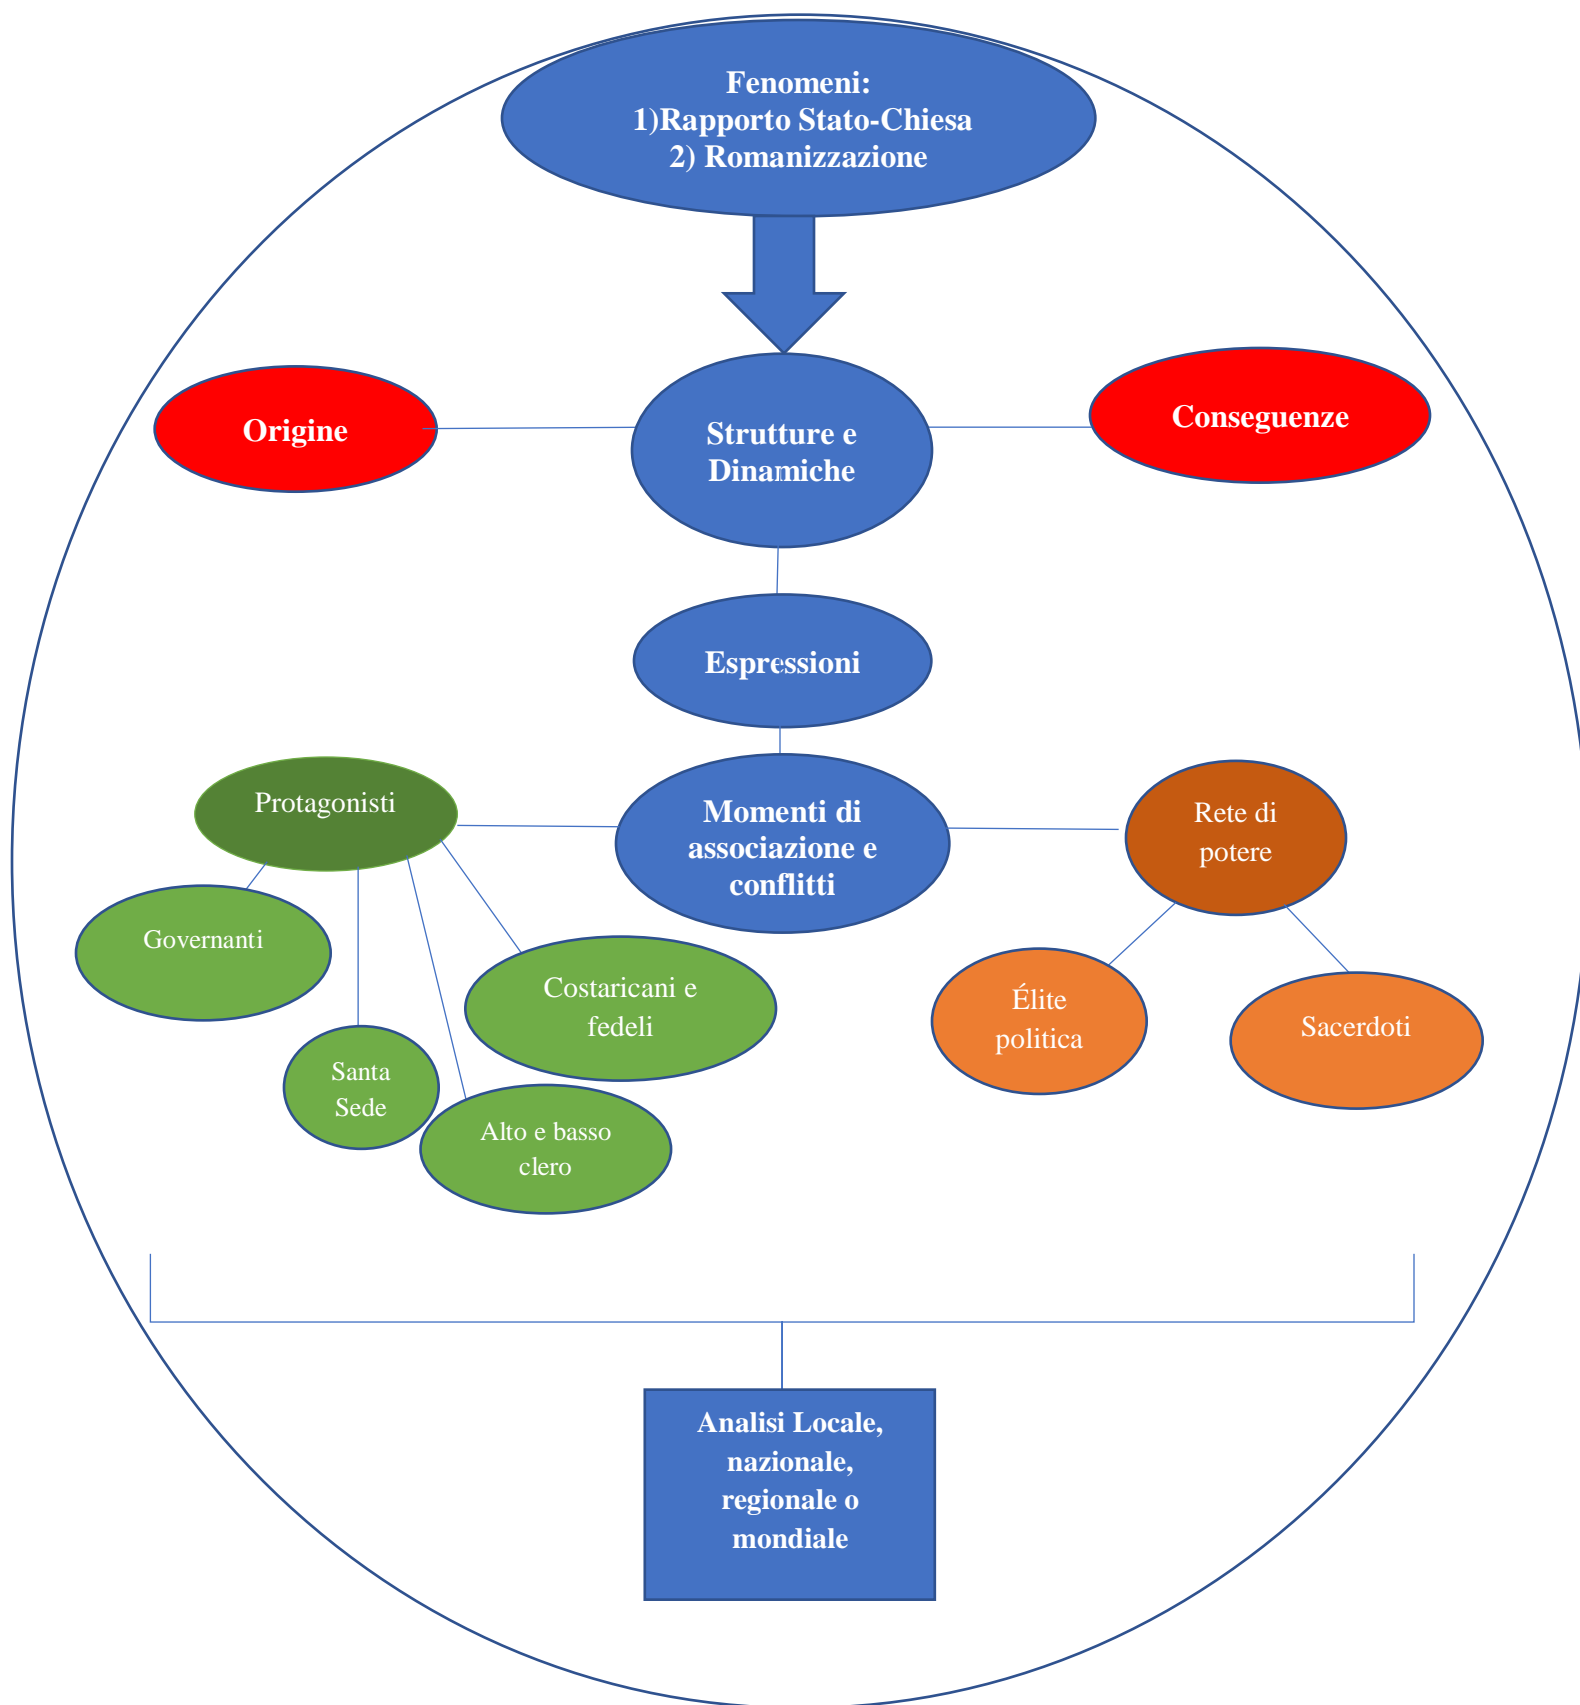 Fenomeni:
1)Rapporto Stato-Chiesa
2) Romanizzazione
Origine
Strutture e
Dinamiche
Conseguenze
Espressioni
Protagonisti
Momenti di
associazione e
conflitti
Rete di
potere
Governanti
Costaricani e
fedeli
Santa
Sede
Alto e basso
clero
Élite
politica
Sacerdoti
Analisi Locale,
nazionale,
regionale o
mondiale